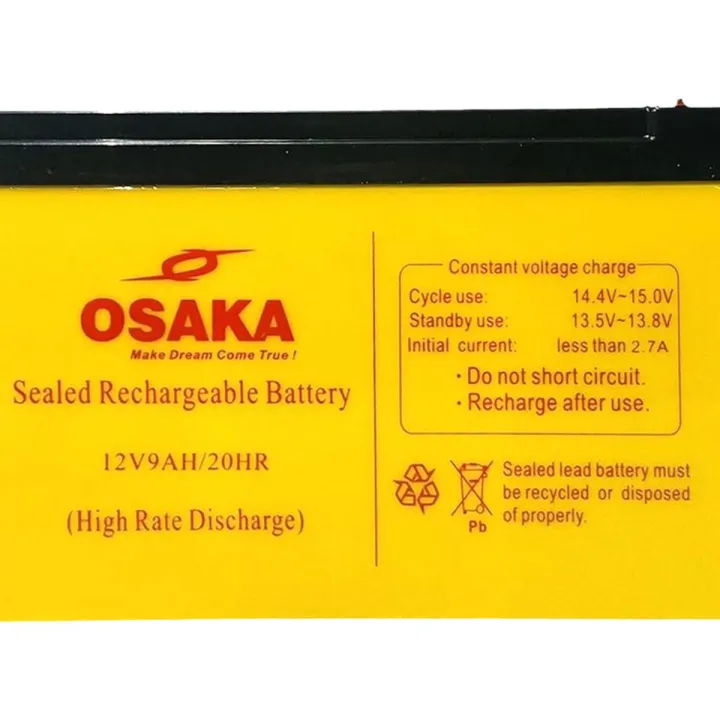 OSAKA
Make Dream Come True !
Sealed Rechargeable Battery
12V9AH/20HR
(High Rate Discharge)
Constant voltage charge
Cycle use: 14.4V~15.0V
Standby use: 13.5V~13.8V
Initial current: less than 2.7A
· Do not short circuit.
· Recharge after use.
Pb
Sealed lead battery must
be recycled or disposed
of properly.